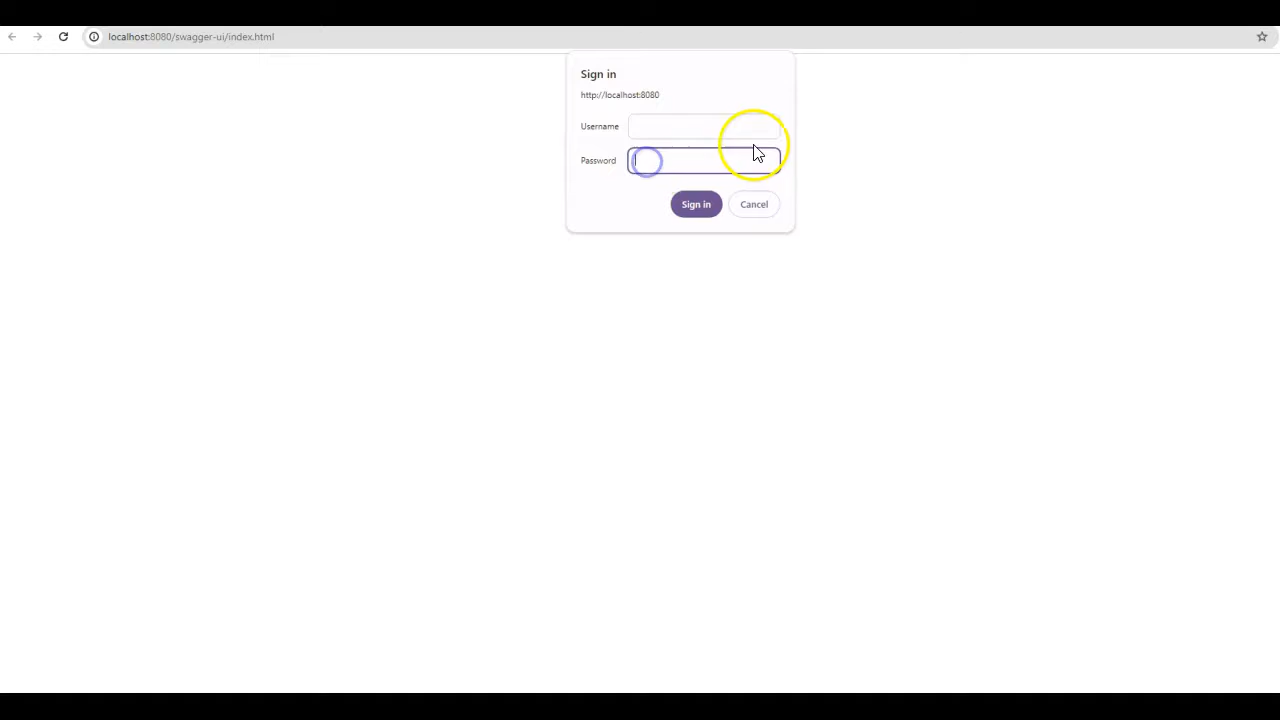 localhost:8080/swagger-ui/index.html
Sign in
http://localhost:8080
Username
Password
Sign in Cancel